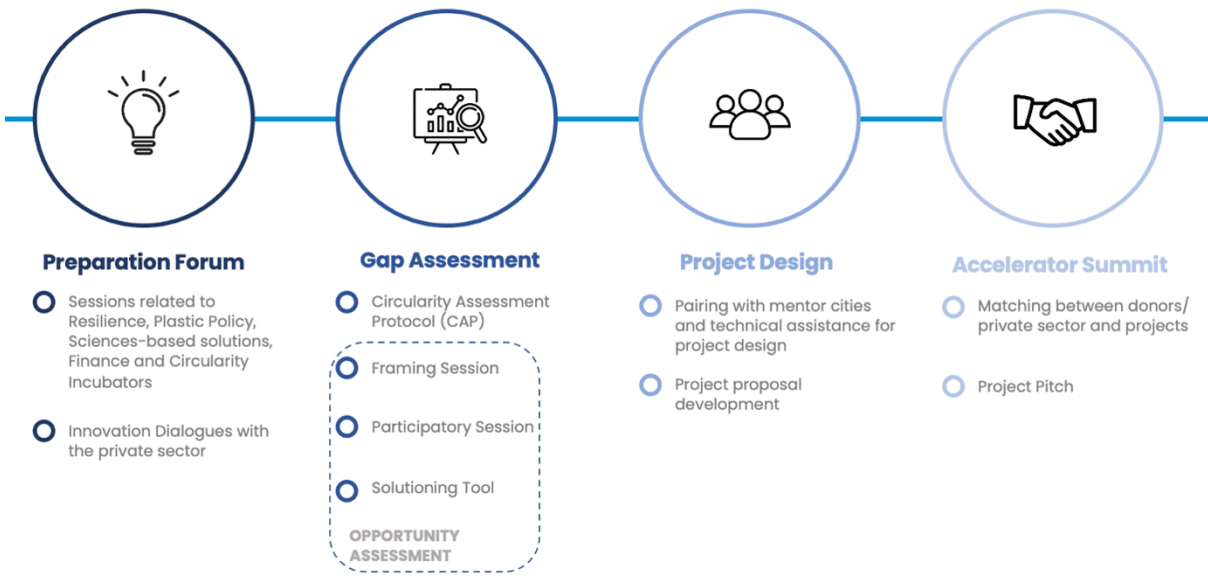 Preparation Forum
Sessions related to
Resilience, Plastic Policy,
Sciences-based solutions,
Finance and Circularity
Incubators
Innovation Dialogues with
the private sector
Gap Assessment
Circularity Assessment
Protocol (CAP)
Framing Session
Participatory Session
Solutioning Tool
OPPORTUNITY
ASSESSMENT
Project Design
Pairing with mentor cities
and technical assistance for
project design
Project proposal
development
Accelerator Summit
Matching between donors/
private sector and projects
Project Pitch